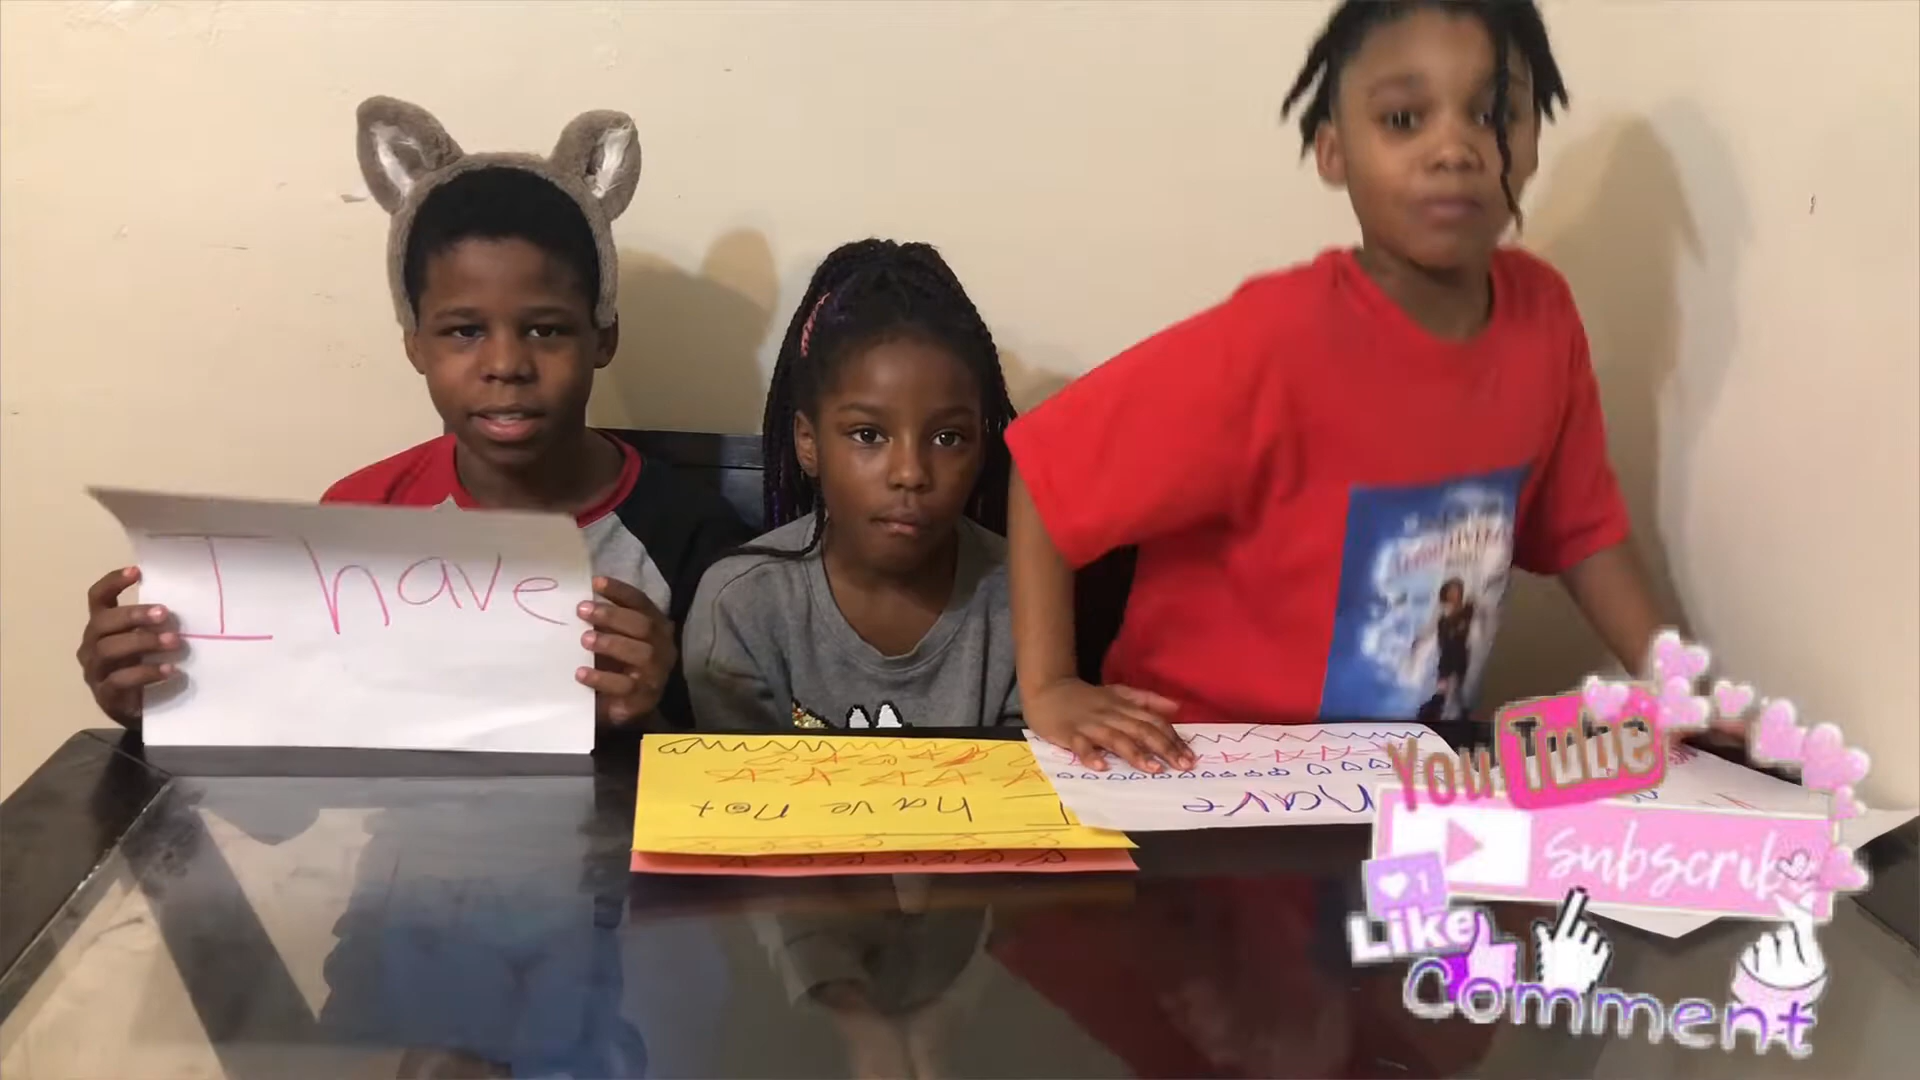 I have
I have not
have
YouTube
subscribe
1
Like
Comment